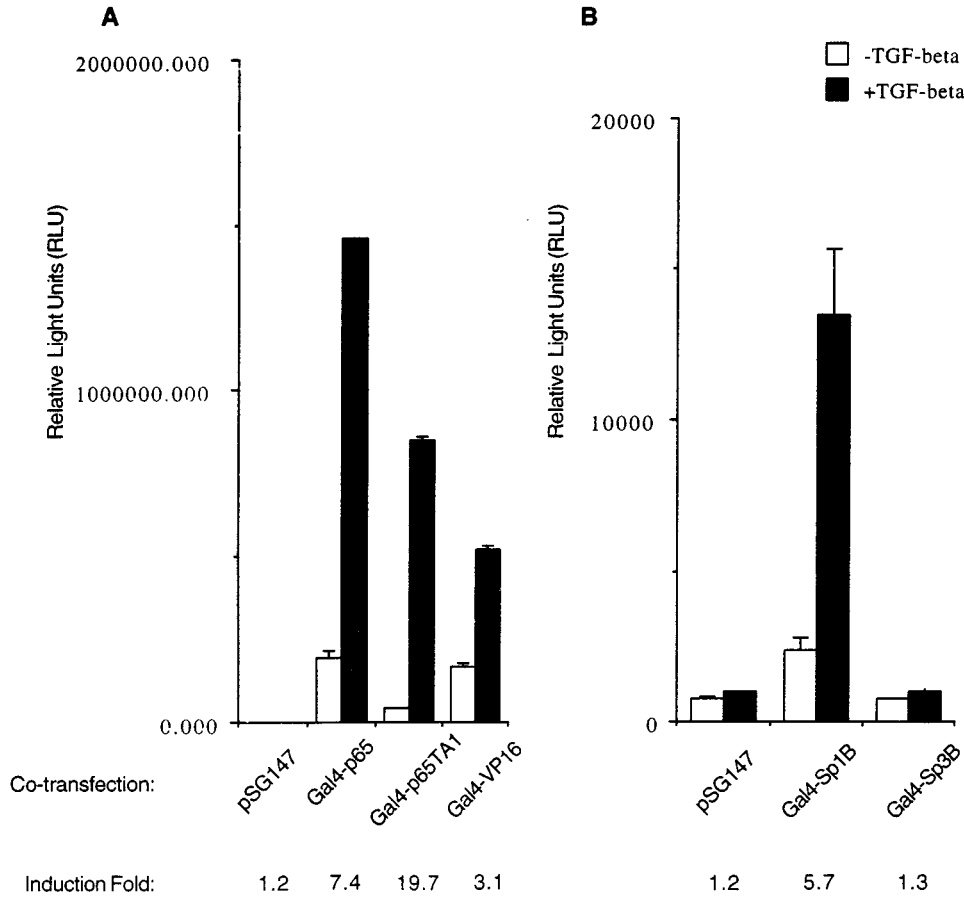 A
B
-TGF-beta
+TGF-beta
2000000.000
1000000.000
0.000
Relative Light Units (RLU)
20000
10000
0
Relative Light Units (RLU)
Co-transfection:
pSG147
Gal4-p65
Gal4-p65TA1
Gal4-VP16
pSG147
Gal4-Sp1B
Gal4-Sp3B
Induction Fold: 1.2 7.4 19.7 3.1 1.2 5.7 1.3